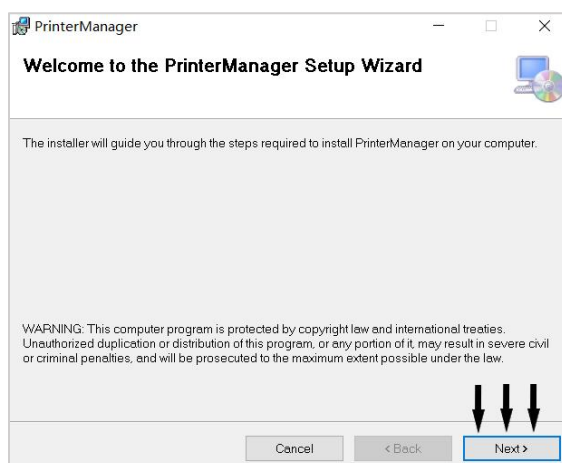 PrinterManager
Welcome to the PrinterManager Setup Wizard
The installer will guide you through the steps required to install PrinterManager on your computer.
WARNING: This computer program is protected by copyright law and international treaties.
Unauthorized duplication or distribution of this program, or any portion of it, may result in severe civil
or criminal penalties, and will be prosecuted to the maximum extent possible under the law.
Cancel
< Back
Next >